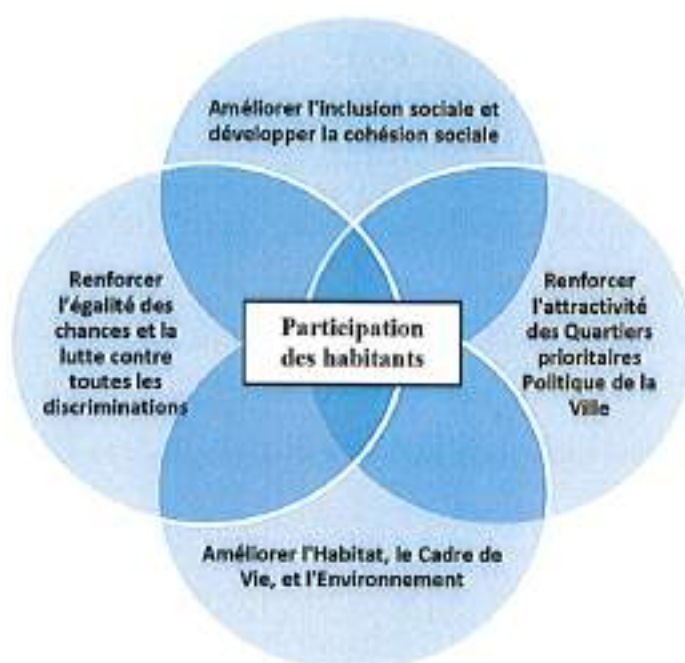 Améliorer l'inclusion sociale et
développer la cohésion sociale
Renforcer
l'égalité des
chances et la
lutte contre
toutes les
discriminations
Participation
des habitants
Renforcer
l'attractivité
des Quartiers
prioritaires
Politique de la
Ville
Améliorer l'Habitat, le Cadre de
Vie, et l'Environnement